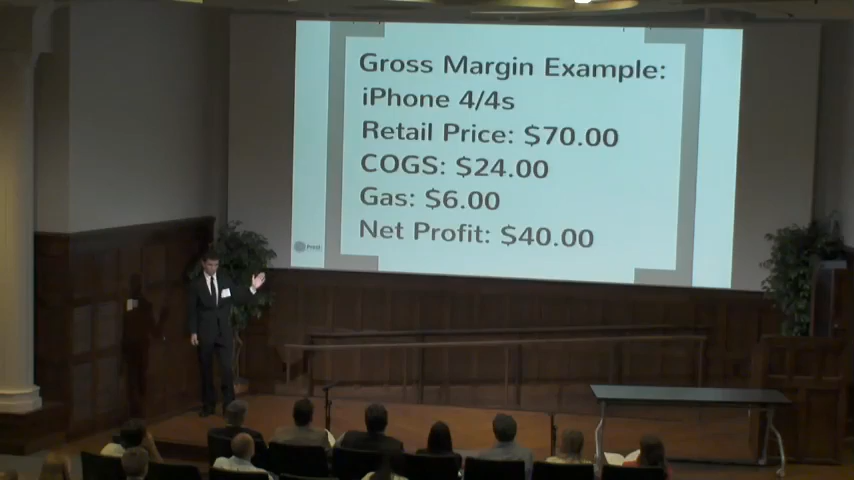 Gross Margin Example:
iPhone 4/4s
Retail Price: $70.00
COGS: $24.00
Gas: $6.00
Net Profit: $40.00
Prezi